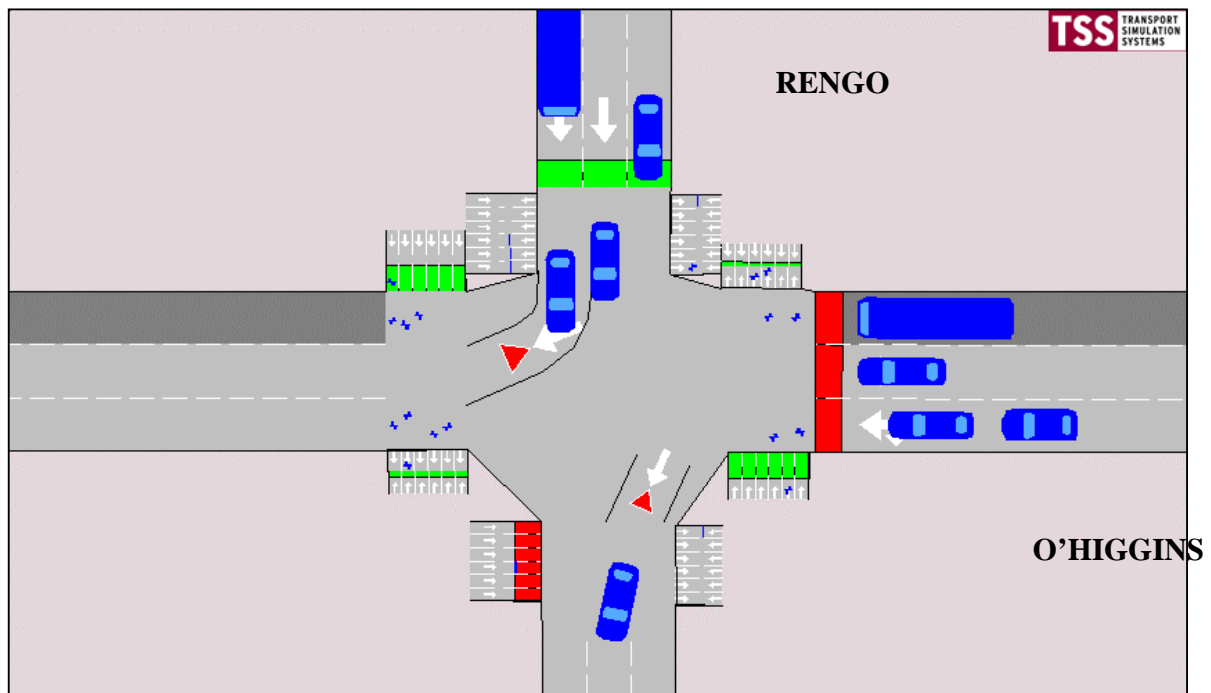 TSS TRANSPORT
SIMULATION
SYSTEMS
RENGO
O'HIGGINS